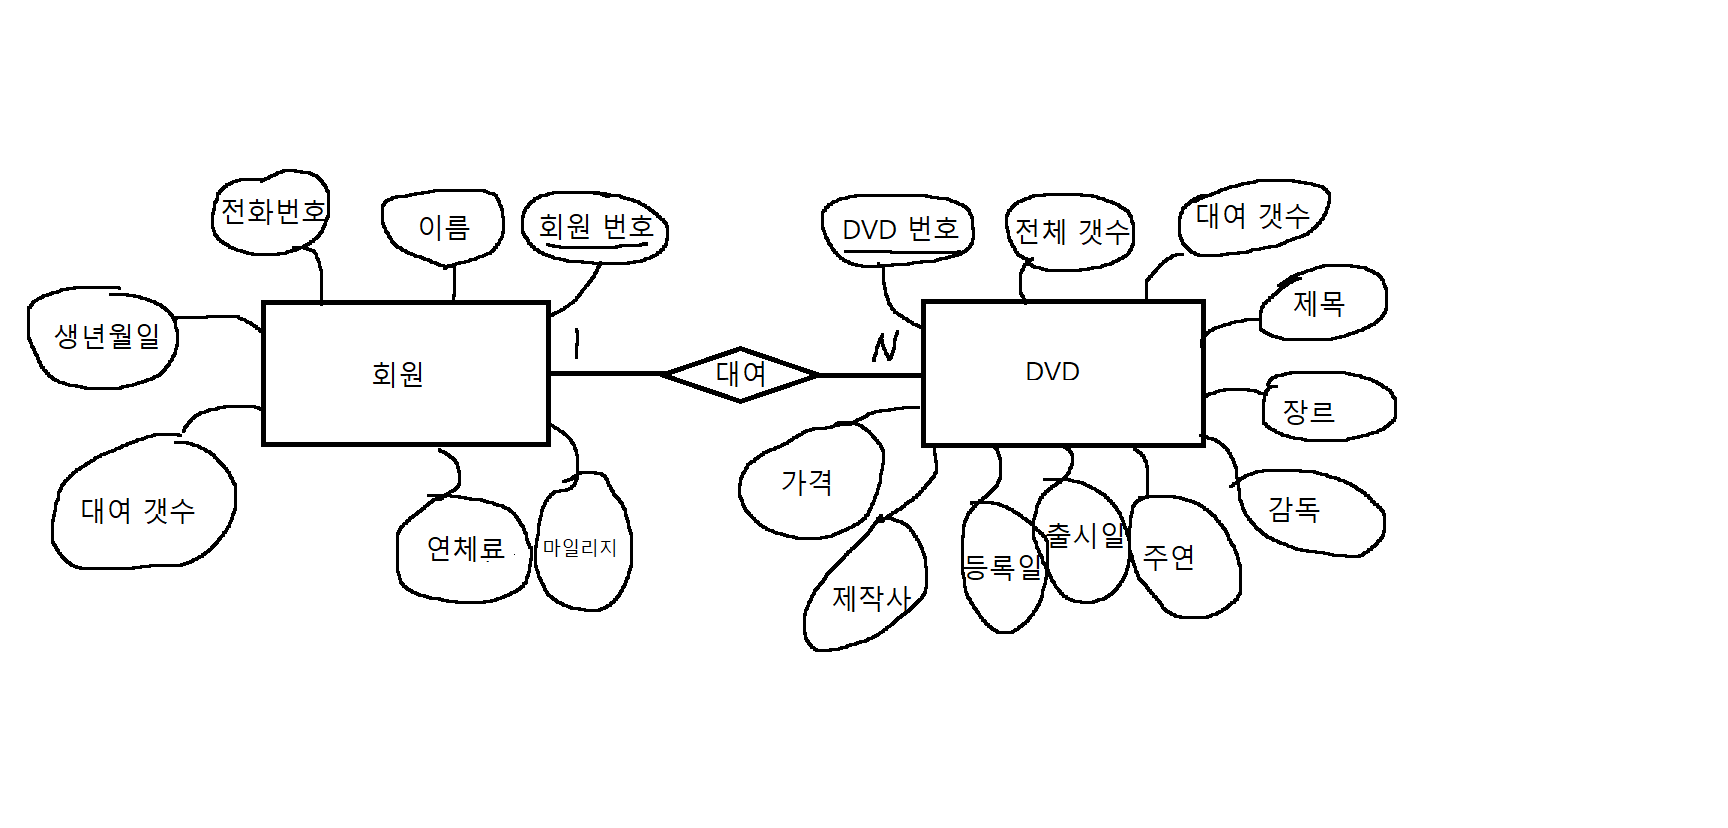 전화번호
이름
회원 번호
DVD 번호
전체 갯수
대여 갯수
생년월일
제목
회원
1
대여
N
DVD
장르
대여 갯수
연체료
마일리지
가격
제작사
등록일
출시일
주연
감독